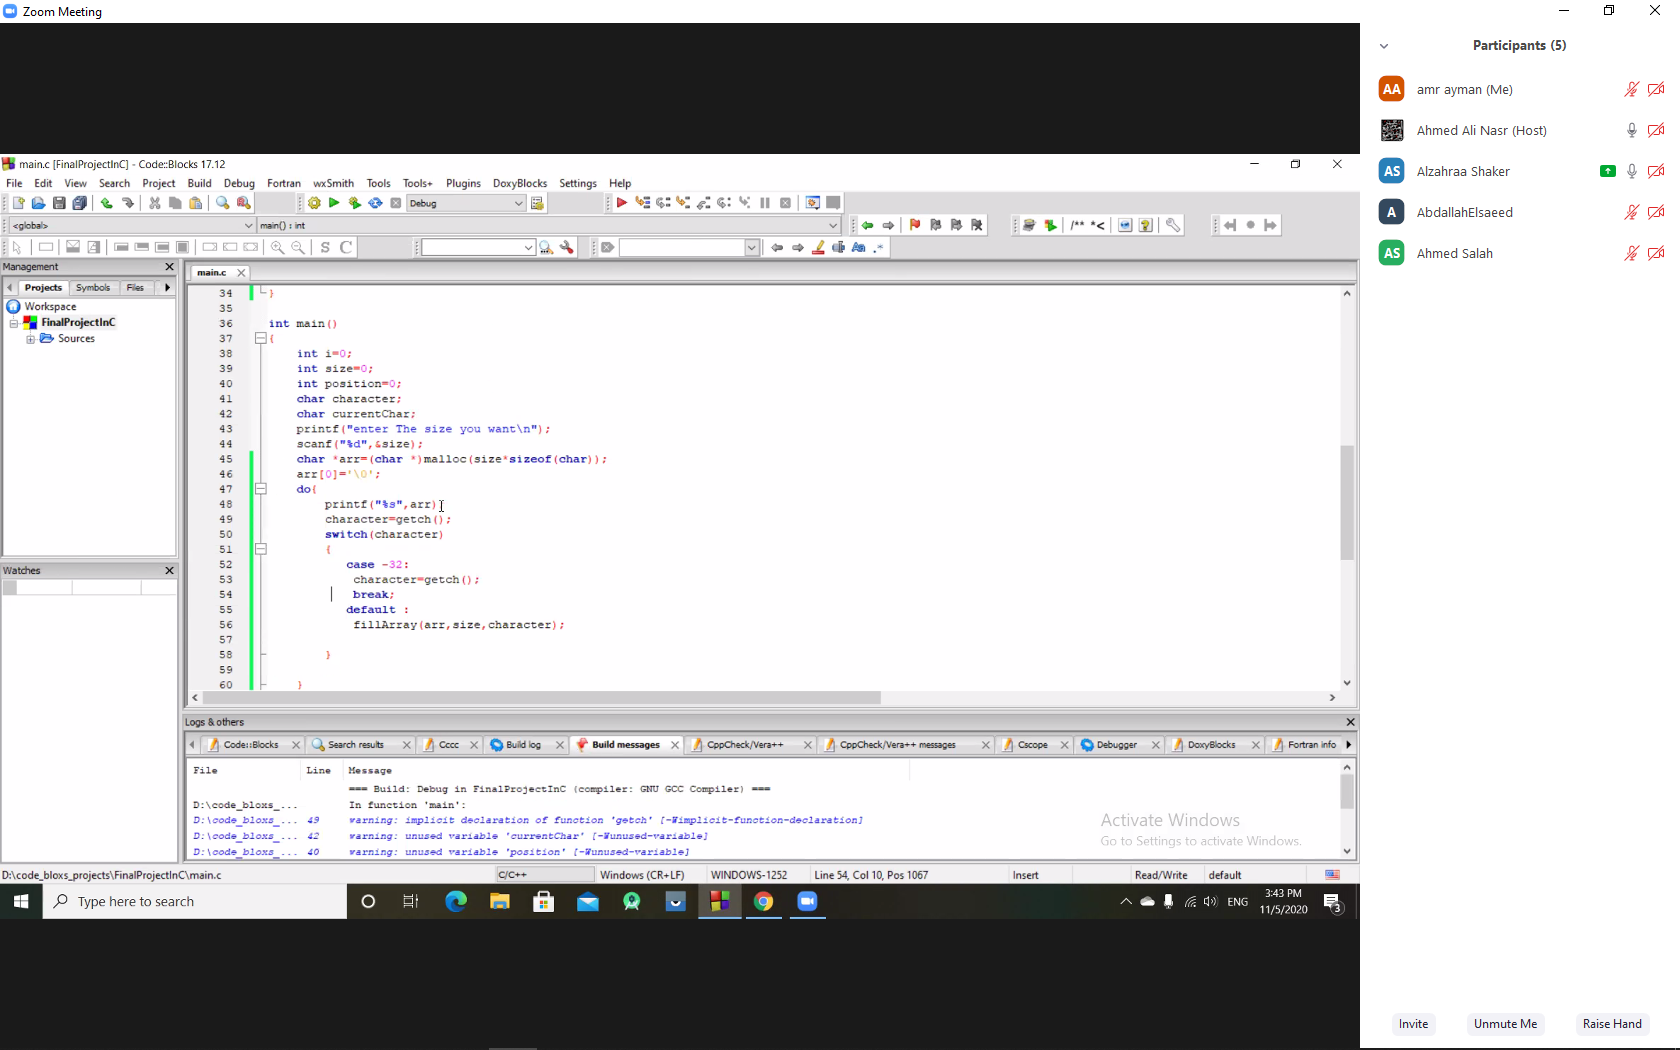 Zoom Meeting
Participants (5)
AA amr ayman (Me)
Ahmed Ali Nasr (Host)
AS Alzahraa Shaker
A AbdallahElsaeed
AS Ahmed Salah
main.c [FinalProjectInC] - Code::Blocks 17.12
File Edit View Search Project Build Debug Fortran wxSmith Tools Tools+ Plugins DoxyBlocks Settings Help
Debug
<global> main() : int
/** *<
S C Aa .*
Management
main.c
Projects Symbols Files
Workspace
FinalProjectInC
Sources
Watches
34 }
35
36 int main()
37 {
38 int i=0;
39 int size=0;
40 int position=0;
41 char character;
42 char currentChar;
43 printf("enter The size you want\n");
44 scanf("%d",&size);
45 char *arr=(char *)malloc(size*sizeof(char));
46 arr[0]='\0';
47 do{
48 printf("%s",arr)
49 character=getch();
50 switch(character)
51 {
52 case -32:
53 character=getch();
54 break;
55 default :
56 fillArray(arr,size,character);
57
58 }
59
60 }
Logs & others
Code::Blocks Search results Cccc Build log Build messages CppCheck/Vera++ CppCheck/Vera++ messages Cscope Debugger DoxyBlocks Fortran info
File Line Message
=== Build: Debug in FinalProjectInC (compiler: GNU GCC Compiler) ===
D:\code_bloxs_... In function 'main':
D:\code_bloxs_... 49 warning: implicit declaration of function 'getch' [-Wimplicit-function-declaration]
D:\code_bloxs_... 42 warning: unused variable 'currentChar' [-Wunused-variable]
D:\code_bloxs_... 40 warning: unused variable 'position' [-Wunused-variable]
Activate Windows
Go to Settings to activate Windows.
D:\code_bloxs_projects\FinalProjectInC\main.c C/C++ Windows (CR+LF) WINDOWS-1252 Line 54, Col 10, Pos 1067 Insert Read/Write default
Type here to search
ENG
3:43 PM
11/5/2020
3
Invite Unmute Me Raise Hand